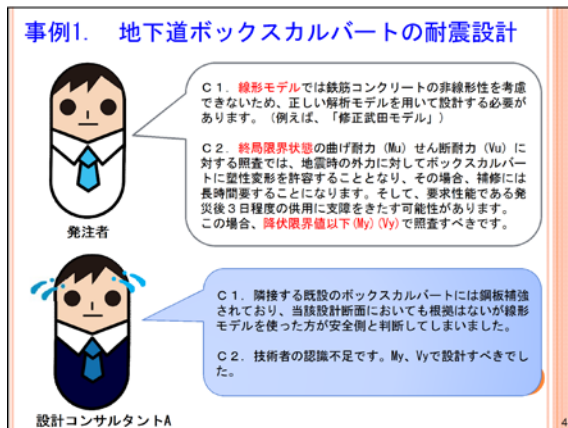 事例1. 地下道ボックスカルバートの耐震設計
C1. 線形モデルでは鉄筋コンクリートの非線形性を考慮
できないため、正しい解析モデルを用いて設計する必要が
あります。（例えば、「修正武田モデル」）
C2. 終局限界状態の曲げ耐力（Mu）せん断耐力（Vu）に
対する照査では、地震時の外力に対してボックスカルバー
トに塑性変形を許容することとなり、その場合、補修には
長時間要することになります。そして、要求性能である発
災後3日程度の供用に支障をきたす可能性があります。
この場合、降伏限界値以下(My)(Vy)で照査すべきです。
発注者
C1. 隣接する既設のボックスカルバートには鋼板補強
されており、当該設計断面においても根拠はないが線形
モデルを使った方が安全側と判断してしまいました。
C2. 技術者の認識不足です。My、Vyで設計すべきでし
た。
設計コンサルタントA
4